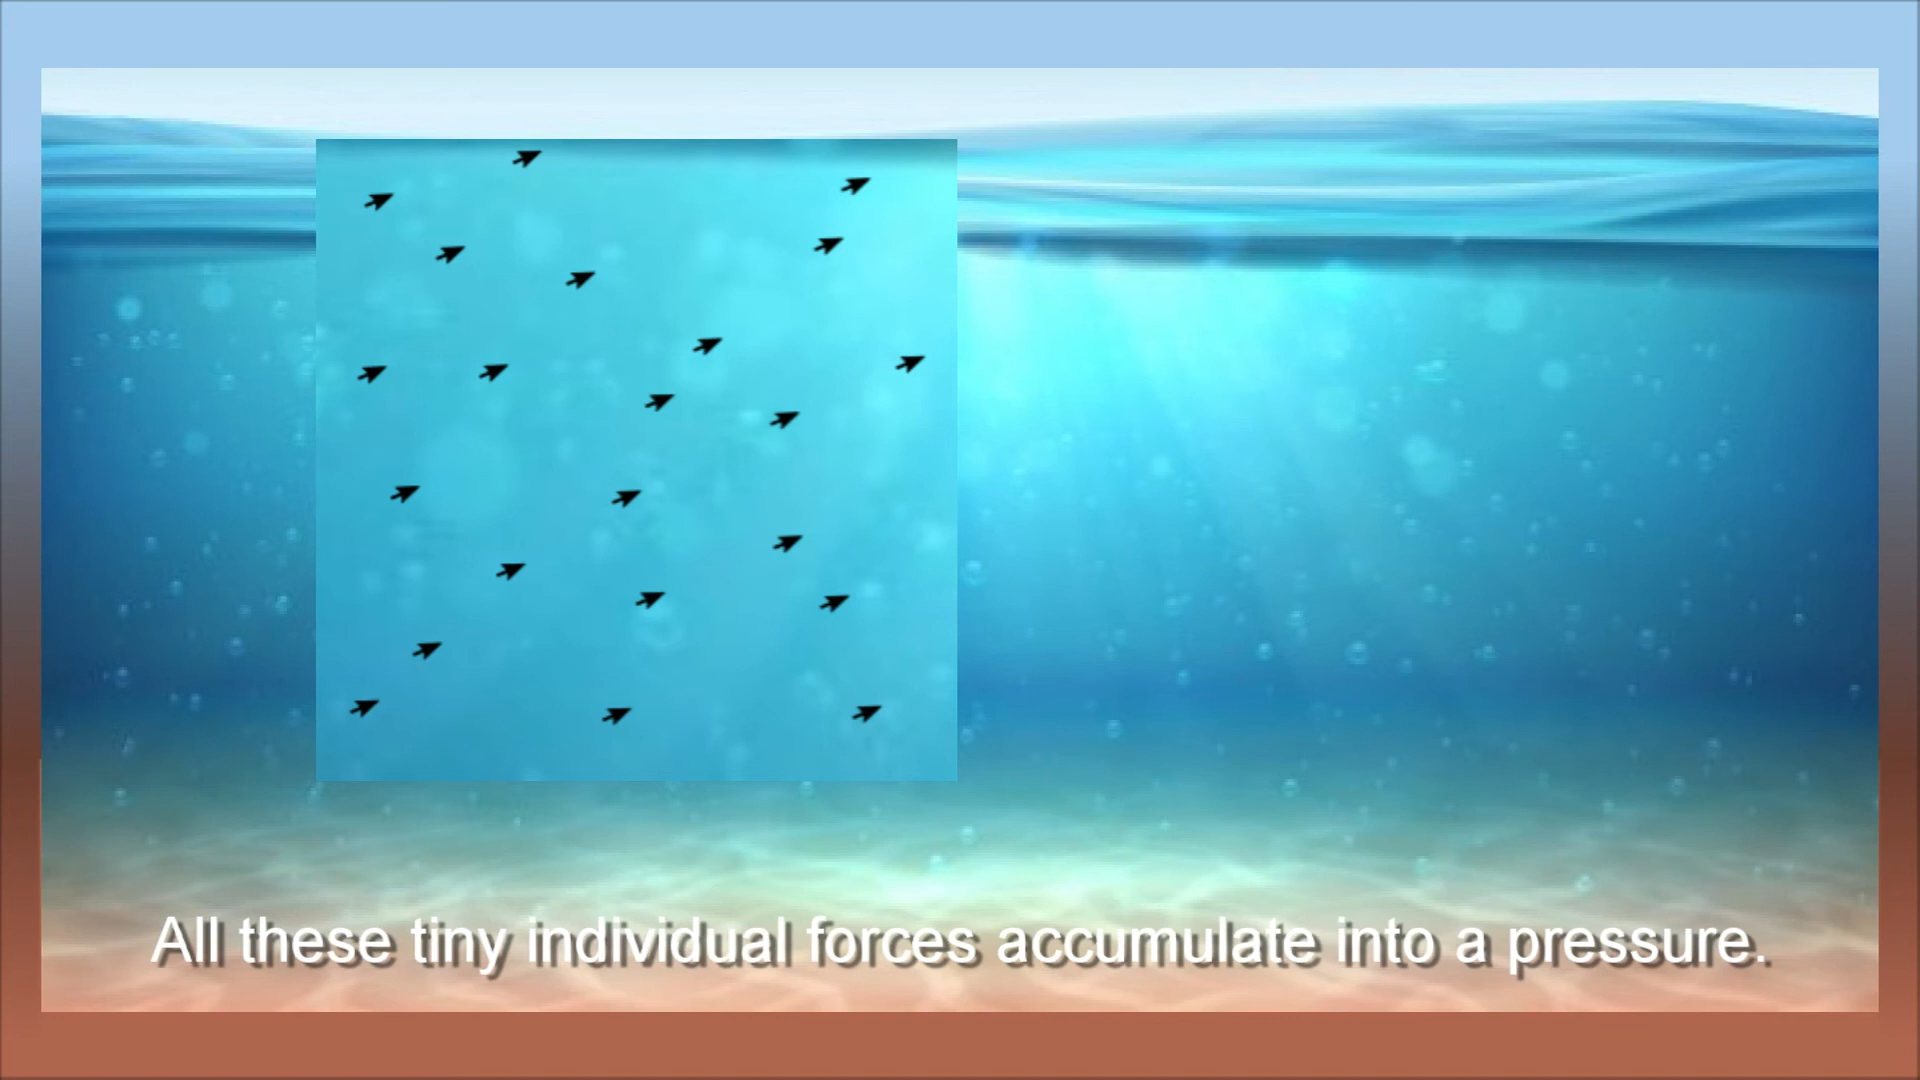 All these tiny individual forces accumulate into a pressure.